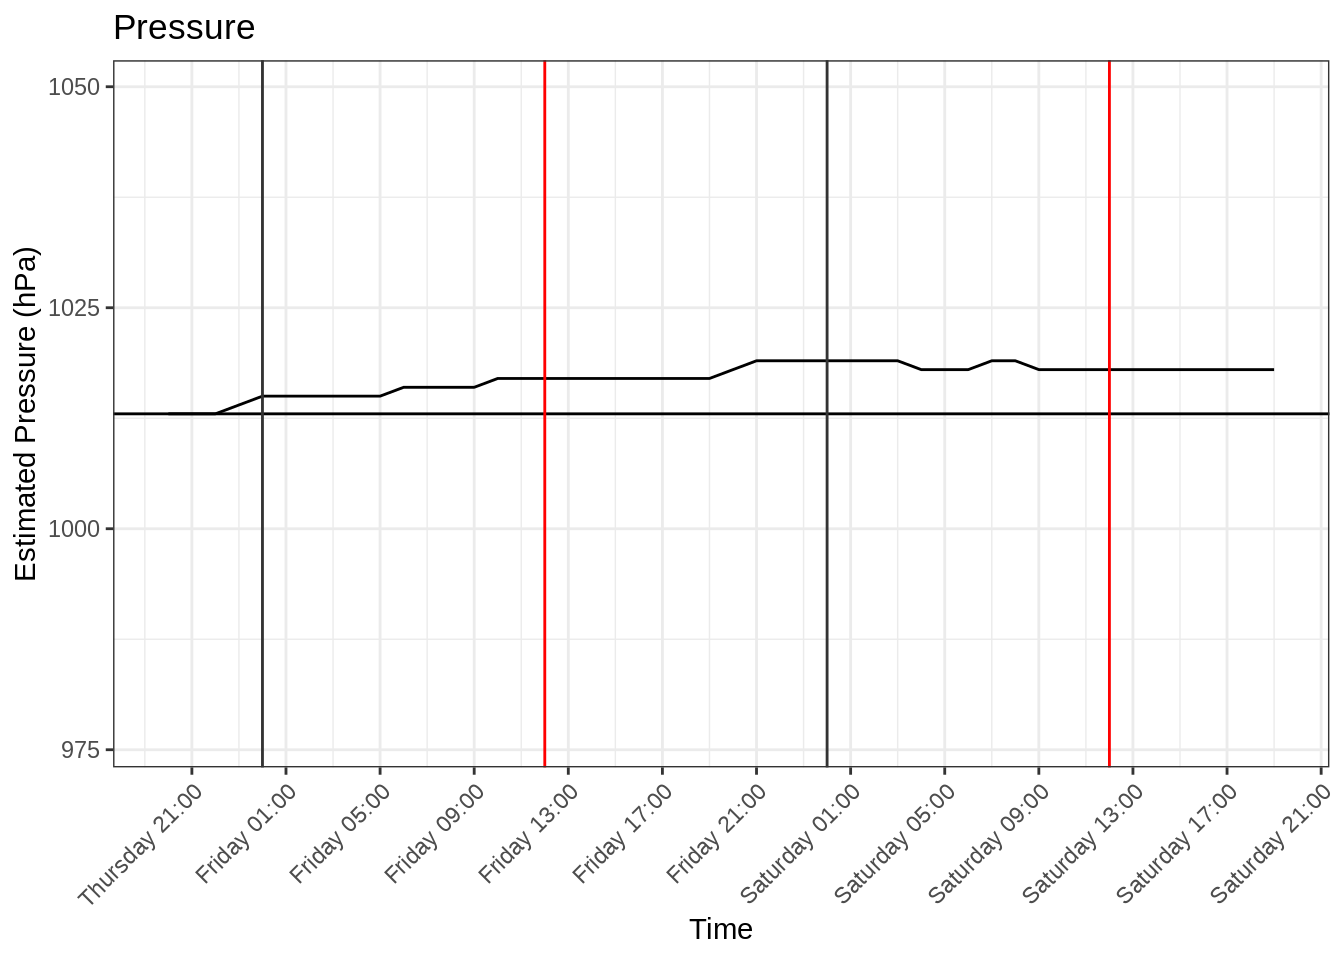 Pressure
1050
1025
1000
975
Estimated Pressure (hPa)
Thursday 21:00
Friday 01:00
Friday 05:00
Friday 09:00
Friday 13:00
Friday 17:00
Friday 21:00
Saturday 01:00
Saturday 05:00
Saturday 09:00
Saturday 13:00
Saturday 17:00
Saturday 21:00
Time